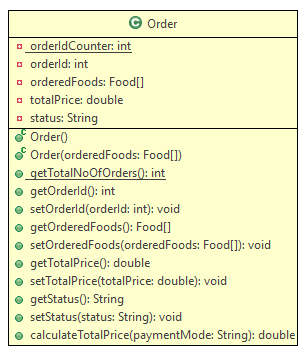 Order
orderIdCounter: int
orderId: int
orderedFoods: Food[]
totalPrice: double
status: String
Order()
Order(orderedFoods: Food[])
getTotalNoOfOrders(): int
getOrderId(): int
setOrderId(orderId: int): void
getOrderedFoods(): Food[]
setOrderedFoods(orderedFoods: Food[]): void
getTotalPrice(): double
setTotalPrice(totalPrice: double): void
getStatus(): String
setStatus(status: String): void
calculateTotalPrice(paymentMode: String): double